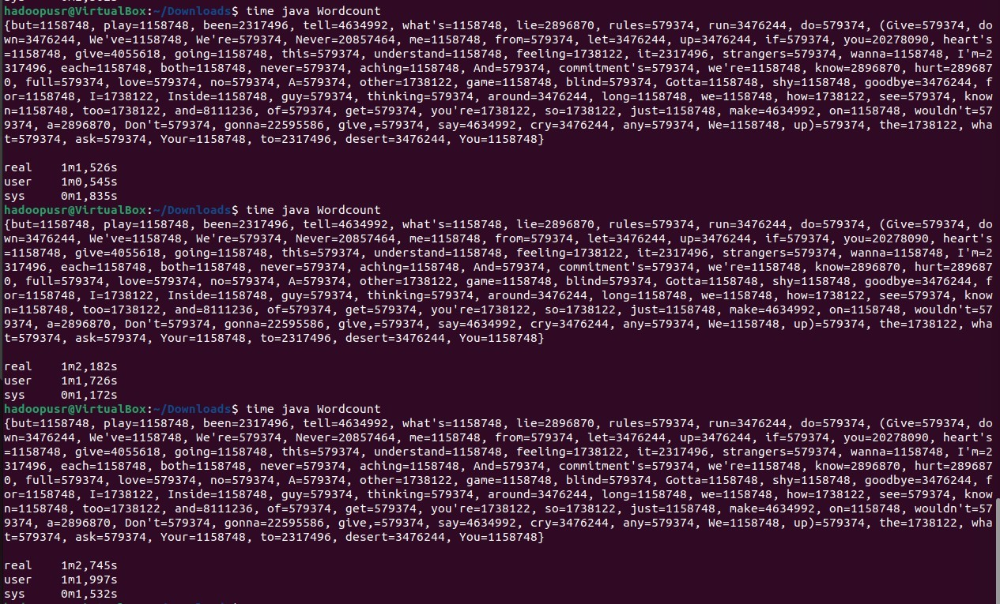 hadoopusr@VirtualBox:~/Downloads$ time java Wordcount
{but=1158748, play=1158748, been=2317496, tell=4634992, what's=1158748, lie=2896870, rules=579374, run=3476244, do=579374, (Give=579374, do
wn=3476244, We've=1158748, We're=579374, Never=20857464, me=1158748, from=579374, let=3476244, up=3476244, if=579374, you=20278090, heart's
=1158748, give=4055618, going=1158748, this=579374, understand=1158748, feeling=1738122, it=2317496, strangers=579374, wanna=1158748, I'm=2
317496, each=1158748, both=1158748, never=579374, aching=1158748, And=579374, commitment's=579374, we're=1158748, know=2896870, hurt=289687
0, full=579374, love=579374, no=579374, A=579374, other=1738122, game=1158748, blind=579374, Gotta=1158748, shy=1158748, goodbye=3476244, f
or=1158748, I=1738122, Inside=1158748, guy=579374, thinking=579374, around=3476244, long=1158748, we=1158748, how=1738122, see=579374, know
n=1158748, too=1738122, and=8111236, of=579374, get=579374, you're=1738122, so=1738122, just=1158748, make=4634992, on=1158748, wouldn't=57
9374, a=2896870, Don't=579374, gonna=22595586, give,=579374, say=4634992, cry=3476244, any=579374, We=1158748, up)=579374, the=1738122, wha
t=579374, ask=579374, Your=1158748, to=2317496, desert=3476244, You=1158748}
real 1m1,526s
user 1m0,545s
sys 0m1,835s
hadoopusr@VirtualBox:~/Downloads$ time java Wordcount
{but=1158748, play=1158748, been=2317496, tell=4634992, what's=1158748, lie=2896870, rules=579374, run=3476244, do=579374, (Give=579374, do
wn=3476244, We've=1158748, We're=579374, Never=20857464, me=1158748, from=579374, let=3476244, up=3476244, if=579374, you=20278090, heart's
=1158748, give=4055618, going=1158748, this=579374, understand=1158748, feeling=1738122, it=2317496, strangers=579374, wanna=1158748, I'm=2
317496, each=1158748, both=1158748, never=579374, aching=1158748, And=579374, commitment's=579374, we're=1158748, know=2896870, hurt=289687
0, full=579374, love=579374, no=579374, A=579374, other=1738122, game=1158748, blind=579374, Gotta=1158748, shy=1158748, goodbye=3476244, f
or=1158748, I=1738122, Inside=1158748, guy=579374, thinking=579374, around=3476244, long=1158748, we=1158748, how=1738122, see=579374, know
n=1158748, too=1738122, and=8111236, of=579374, get=579374, you're=1738122, so=1738122, just=1158748, make=4634992, on=1158748, wouldn't=57
9374, a=2896870, Don't=579374, gonna=22595586, give,=579374, say=4634992, cry=3476244, any=579374, We=1158748, up)=579374, the=1738122, wha
t=579374, ask=579374, Your=1158748, to=2317496, desert=3476244, You=1158748}
real 1m2,182s
user 1m1,726s
sys 0m1,172s
hadoopusr@VirtualBox:~/Downloads$ time java Wordcount
{but=1158748, play=1158748, been=2317496, tell=4634992, what's=1158748, lie=2896870, rules=579374, run=3476244, do=579374, (Give=579374, do
wn=3476244, We've=1158748, We're=579374, Never=20857464, me=1158748, from=579374, let=3476244, up=3476244, if=579374, you=20278090, heart's
=1158748, give=4055618, going=1158748, this=579374, understand=1158748, feeling=1738122, it=2317496, strangers=579374, wanna=1158748, I'm=2
317496, each=1158748, both=1158748, never=579374, aching=1158748, And=579374, commitment's=579374, we're=1158748, know=2896870, hurt=289687
0, full=579374, love=579374, no=579374, A=579374, other=1738122, game=1158748, blind=579374, Gotta=1158748, shy=1158748, goodbye=3476244, f
or=1158748, I=1738122, Inside=1158748, guy=579374, thinking=579374, around=3476244, long=1158748, we=1158748, how=1738122, see=579374, know
n=1158748, too=1738122, and=8111236, of=579374, get=579374, you're=1738122, so=1738122, just=1158748, make=4634992, on=1158748, wouldn't=57
9374, a=2896870, Don't=579374, gonna=22595586, give,=579374, say=4634992, cry=3476244, any=579374, We=1158748, up)=579374, the=1738122, wha
t=579374, ask=579374, Your=1158748, to=2317496, desert=3476244, You=1158748}
real 1m2,745s
user 1m1,997s
sys 0m1,532s